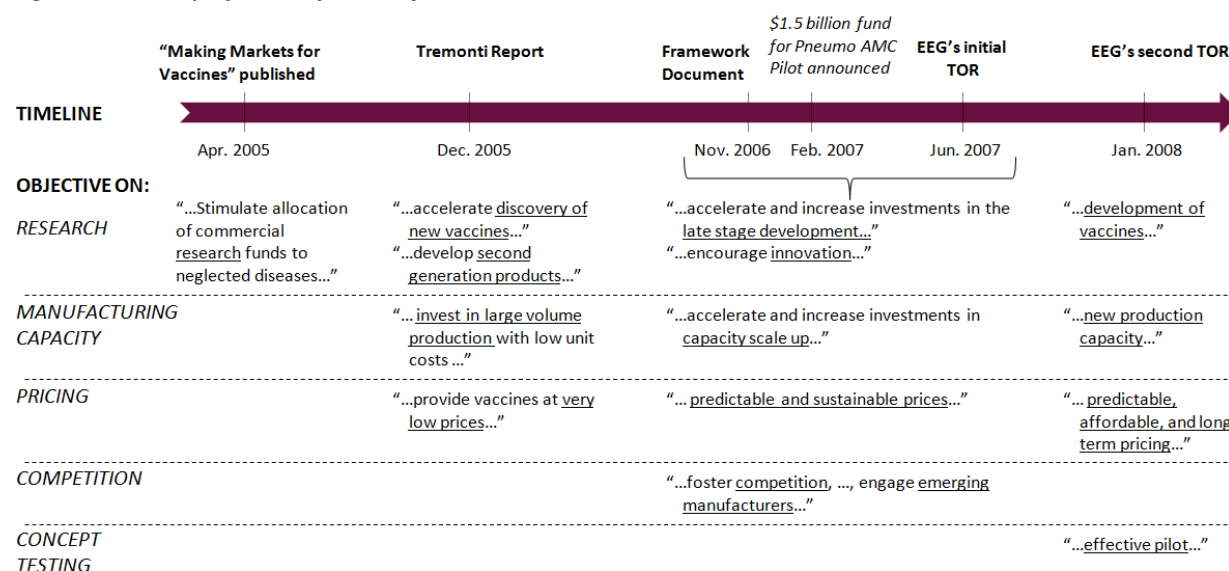 $1.5 billion fund
for Pneumo AMC
Pilot announced
"Making Markets for
Vaccines" published
Tremonti Report
Framework
Document
EEG's initial
TOR
EEG's second TOR
TIMELINE
Apr. 2005
Dec. 2005
Nov. 2006
Feb. 2007
Jun. 2007
Jan. 2008
OBJECTIVE ON:
RESEARCH
"...Stimulate allocation
of commercial
research funds to
neglected diseases..."
"...accelerate discovery of
new vaccines..."
"...develop second
generation products..."
"...accelerate and increase investments in the
late stage development..."
"...encourage innovation..."
"...development of
vaccines..."
MANUFACTURING
CAPACITY
"... invest in large volume
production with low unit
costs ..."
"...accelerate and increase investments in
capacity scale up..."
"...new production
capacity..."
PRICING
"...provide vaccines at very
low prices..."
"... predictable and sustainable prices..."
"... predictable,
affordable, and long
term pricing..."
COMPETITION
"...foster competition, ..., engage emerging
manufacturers..."
CONCEPT
TESTING
"...effective pilot..."